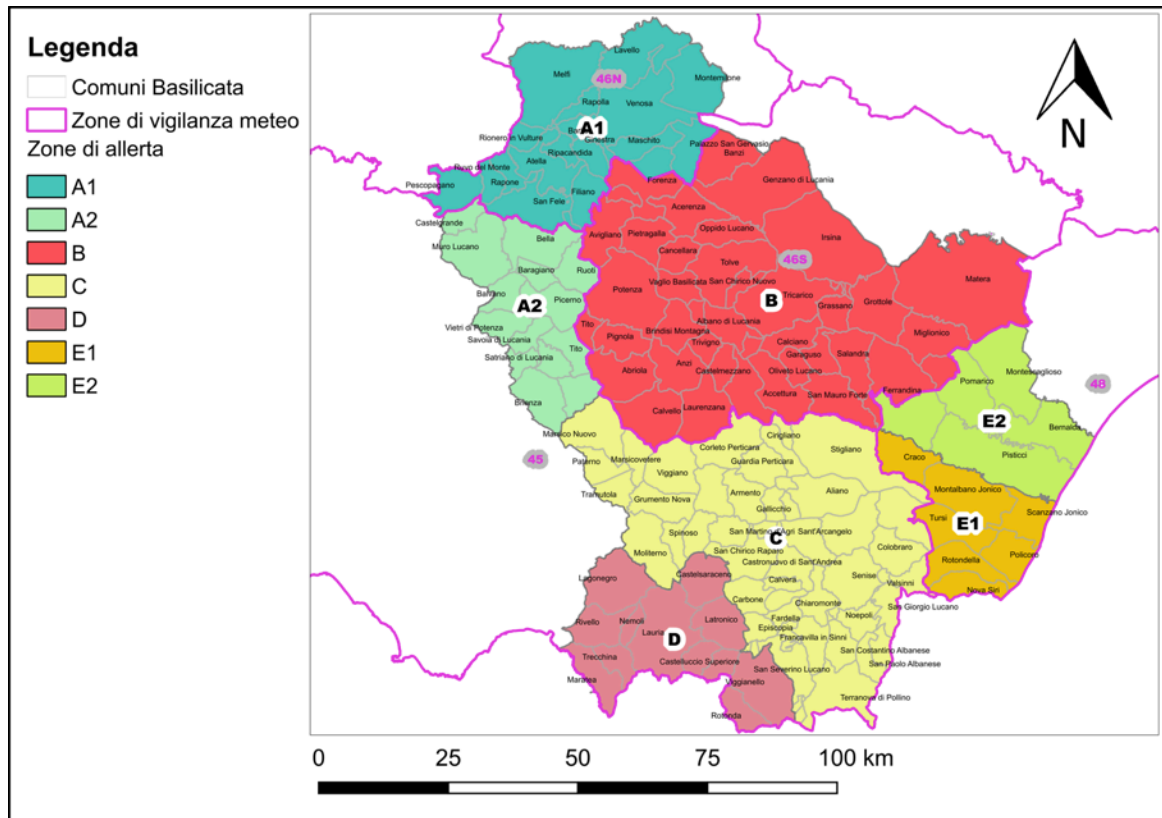 Legenda
Comuni Basilicata
Zone di vigilanza meteo
Zone di allerta
A1
A2
B
C
D
E1
E2
N
Lavello
Melfi
46N
Montemilone
Rapolla
Venosa
A1
Rionero in Vulture
Ginestra
Maschito
Palazzo San Gervasio
Banzi
Ripacandida
Atella
Ruvo del Monte
Pescopagano
Rapone
Filiano
Forenza
Genzano di Lucania
San Fele
Acerenza
Castelgrande
Muro Lucano
Bella
Avigliano
Pietragalla
Oppido Lucano
Irsina
Cancellara
46S
Tolve
Baragiano
Ruoti
Matera
Potenza
Vaglio Basilicata
San Chirico Nuovo
Balvano
Picerno
A2
B
Tricarico
Grassano
Grottole
Vietri di Potenza
Tito
Albano di Lucania
Savoia di Lucania
Pignola
Brindisi Montagna
Trivigno
Calciano
Miglionico
Tito
Satriano di Lucania
Garaguso
Salandra
Abriola
Anzi
Castelmezzano
Oliveto Lucano
Montescaglioso
Pomarico
48
Brienza
Accettura
San Mauro Forte
Ferrandina
Calvello
Laurenzana
E2
Bernalda
Marsico Nuovo
Cirigliano
Corleto Perticara
Stigliano
Pisticci
45
Paterno
Marsicovetere
Guardia Perticara
Craco
Viggiano
Tramutola
Grumento Nova
Armento
Aliano
Montalbano Jonico
Gallicchio
Scanzano Jonico
Tursi
E1
Spinoso
San Martino d'Agri
Sant'Arcangelo
C
Moliterno
San Chirico Raparo
Colobraro
Policoro
Castronuovo di Sant'Andrea
Rotondella
Lagonegro
Castelsaraceno
Calvera
Senise
Valsinni
Nova Siri
Carbone
Chiaromonte
San Giorgio Lucano
Rivello
Nemoli
Latronico
Fardella
Noepoli
Lauria
D
Episcopia
Francavilla in Sinni
Trecchina
Castelluccio Superiore
San Costantino Albanese
San Severino Lucano
San Paolo Albanese
Maratea
Viggianello
Terranova di Pollino
Rotonda
0
25
50
75
100 km